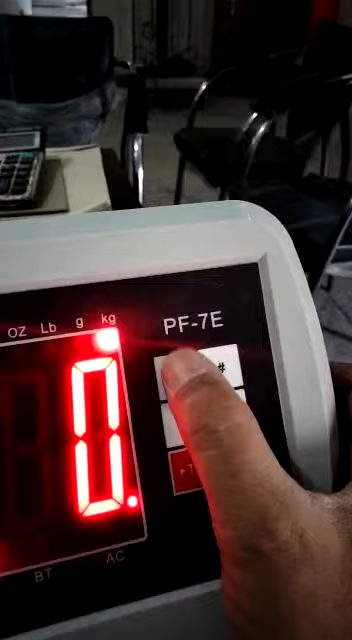 OZ Lb g kg
PF-7E
#
0.
BT AC